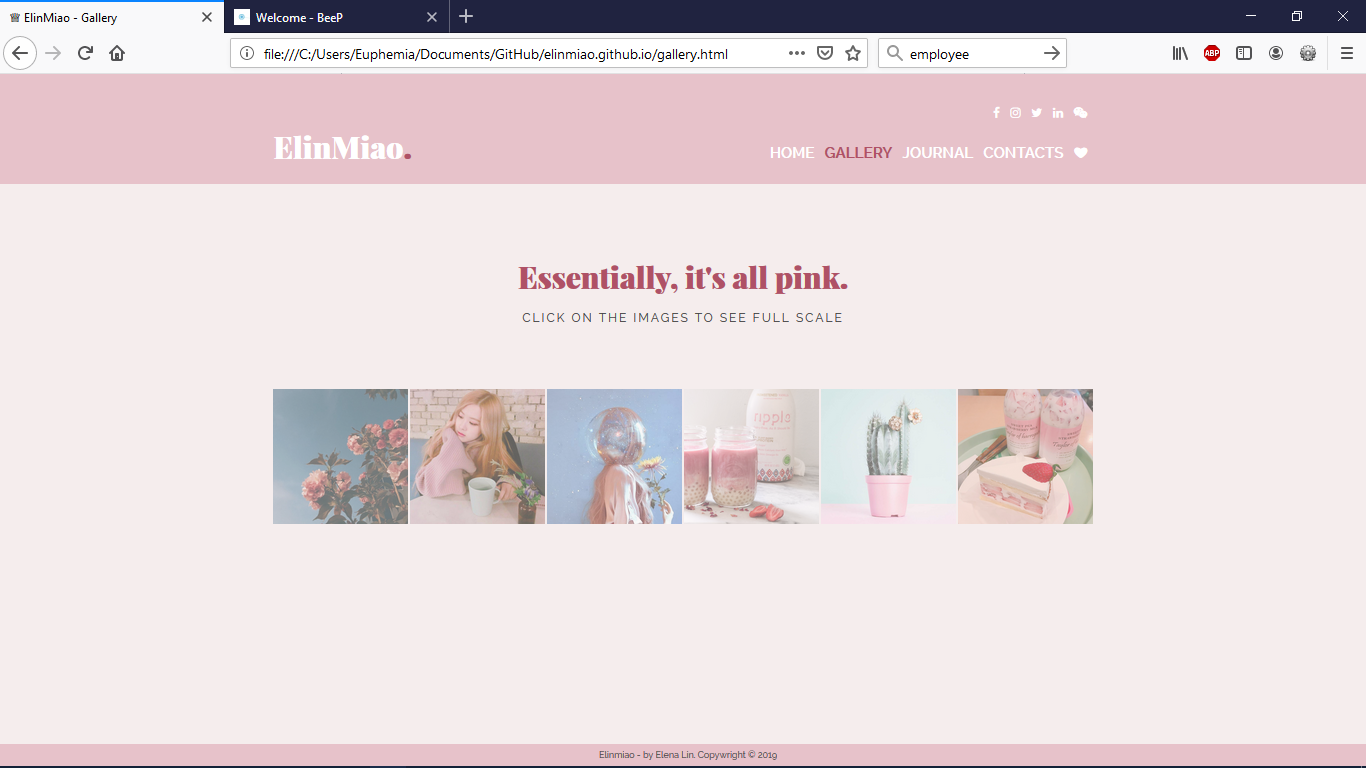 ElinMiao - Gallery
Welcome - BeeP
file:///C:/Users/Euphemia/Documents/GitHub/elinmiao.github.io/gallery.html
employee
ABP
ElinMiao.
HOME GALLERY JOURNAL CONTACTS
Essentially, it's all pink.
CLICK ON THE IMAGES TO SEE FULL SCALE
ripple
Elinmiao - by Elena Lin. Copywright © 2019